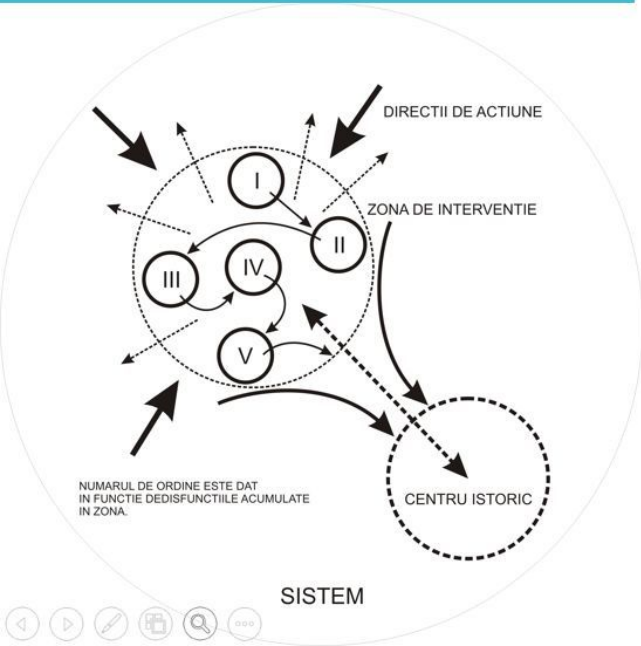 DIRECTII DE ACTIUNE
I
ZONA DE INTERVENTIE
II
III
IV
V
NUMARUL DE ORDINE ESTE DAT
IN FUNCTIE DEDISFUNCTIILE ACUMULATE
IN ZONA.
CENTRU ISTORIC
SISTEM